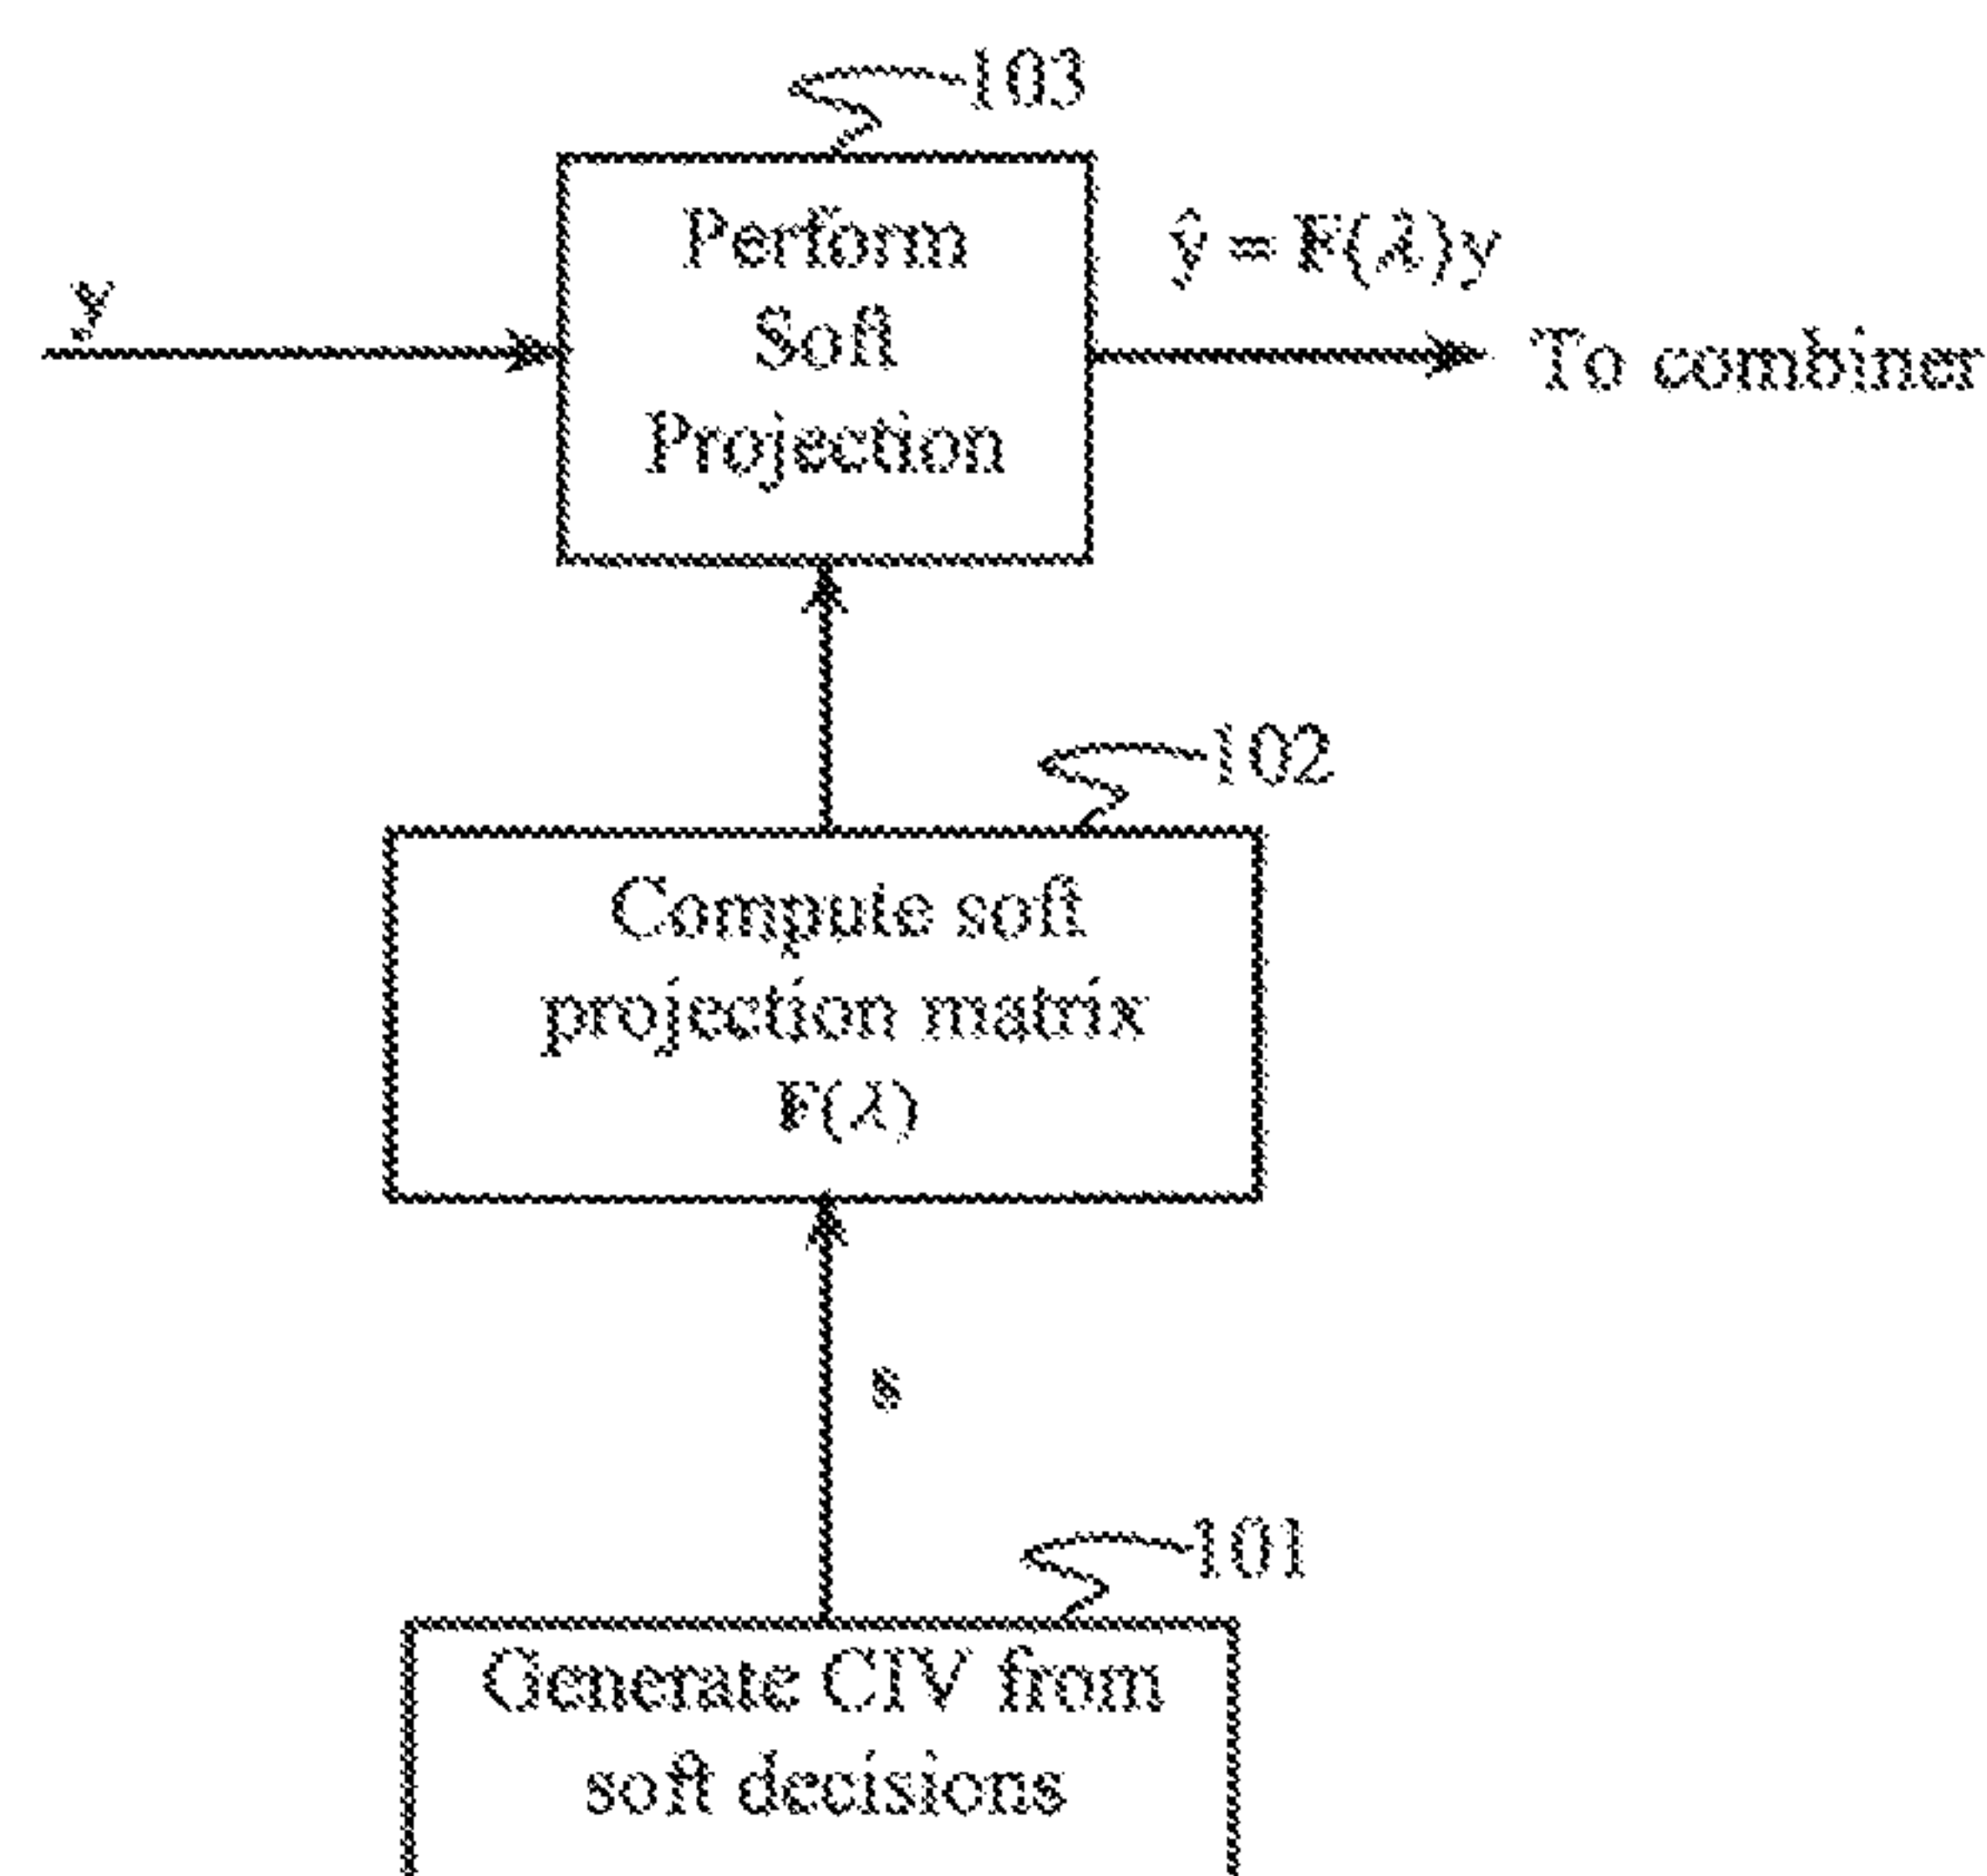 103
Perform
Soft
Projection
y
ŷ = F(λ)y
To combiner
102
Compute soft
projection matrix
F(λ)
s
101
Generate CIV from
soft decisions